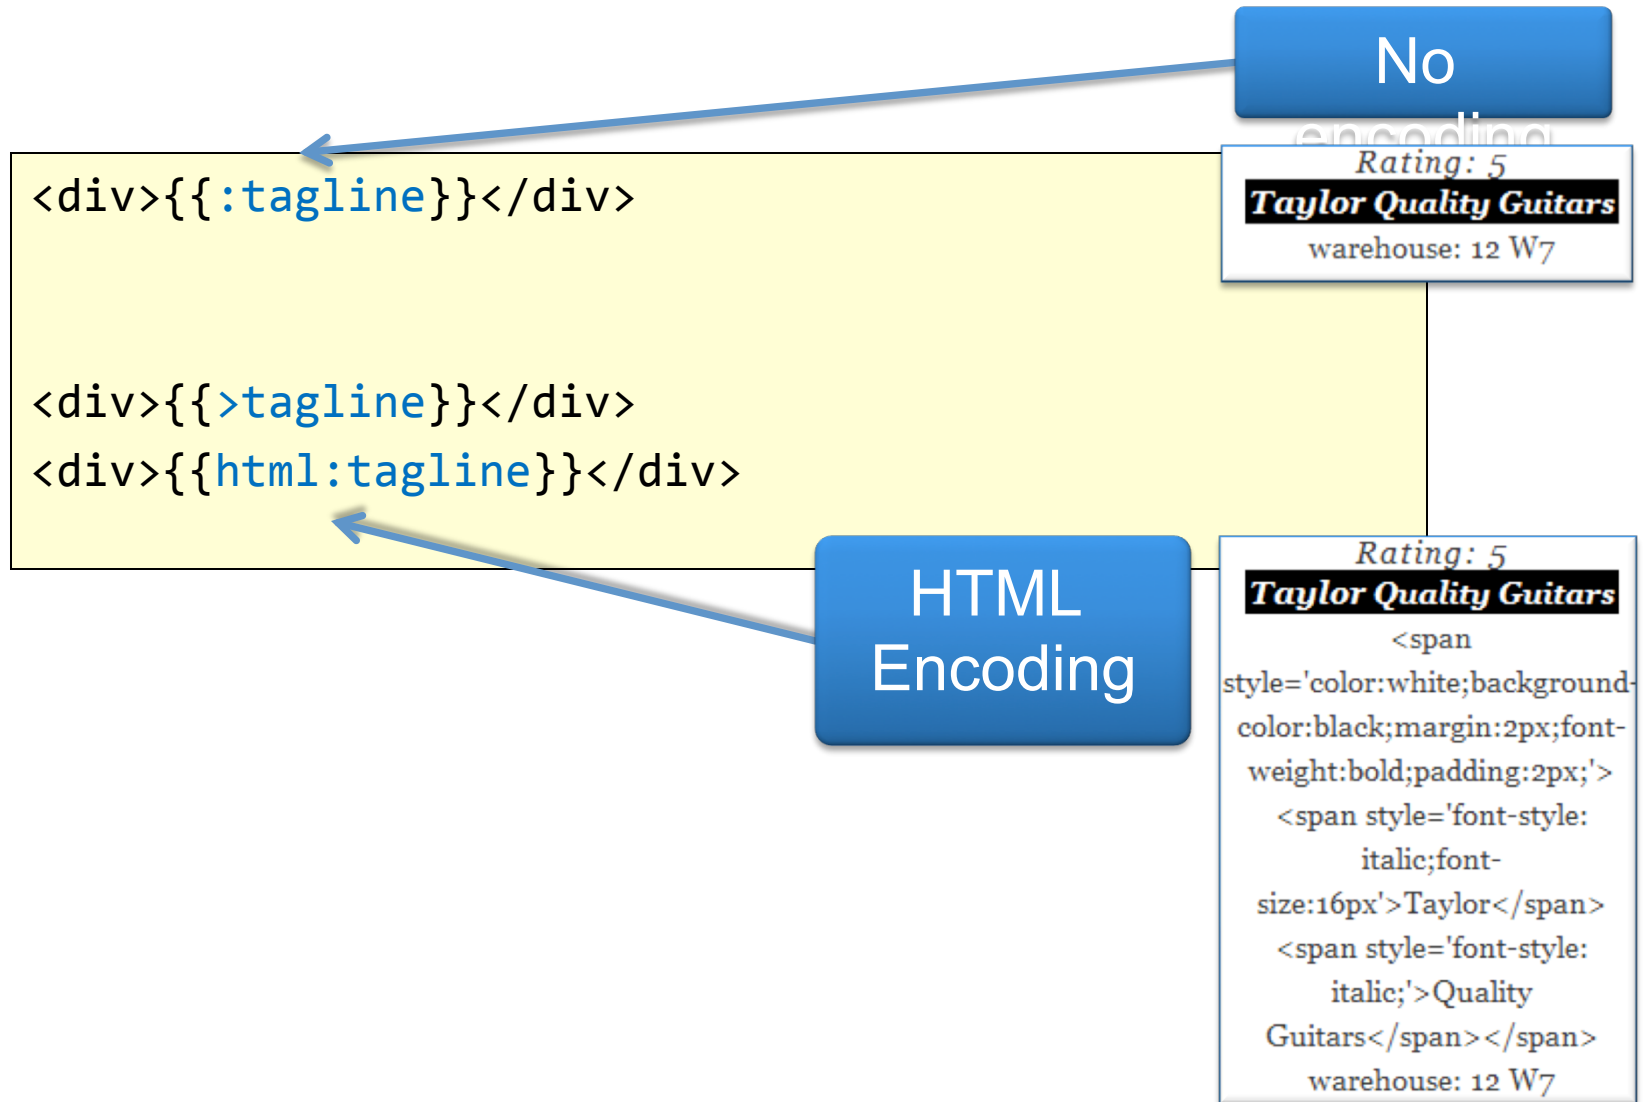 No
encoding
<div>{{:tagline}}</div>
Rating: 5
Taylor Quality Guitars
warehouse: 12 W7
<div>{{>tagline}}</div>
<div>{{html:tagline}}</div>
HTML
Encoding
Rating: 5
Taylor Quality Guitars
<span
style='color:white;background-
color:black;margin:2px;font-
weight:bold;padding:2px;'>
<span style='font-style:
italic;font-
size:16px'>Taylor</span>
<span style='font-style:
italic;'>Quality
Guitars</span></span>
warehouse: 12 W7